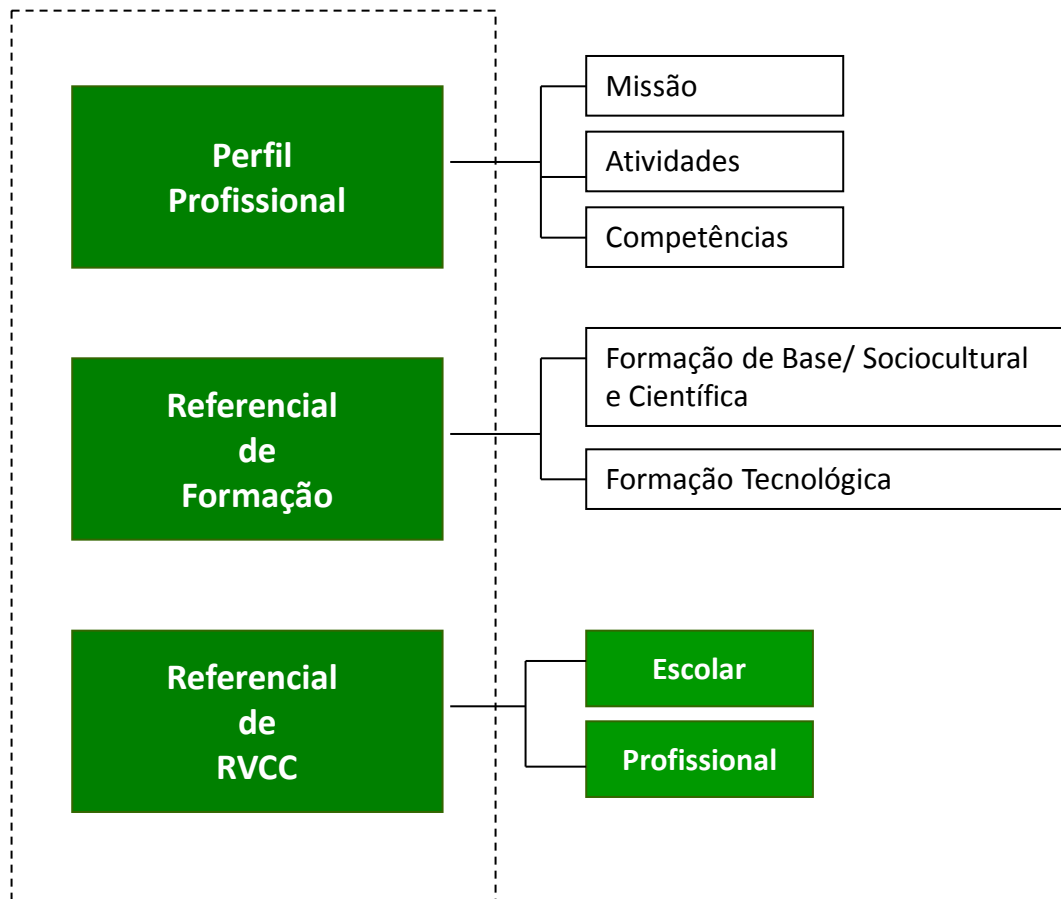 Perfil
Profissional
Missão
Atividades
Competências
Referencial
de
Formação
Formação de Base/ Sociocultural
e Científica
Formação Tecnológica
Referencial
de
RVCC
Escolar
Profissional